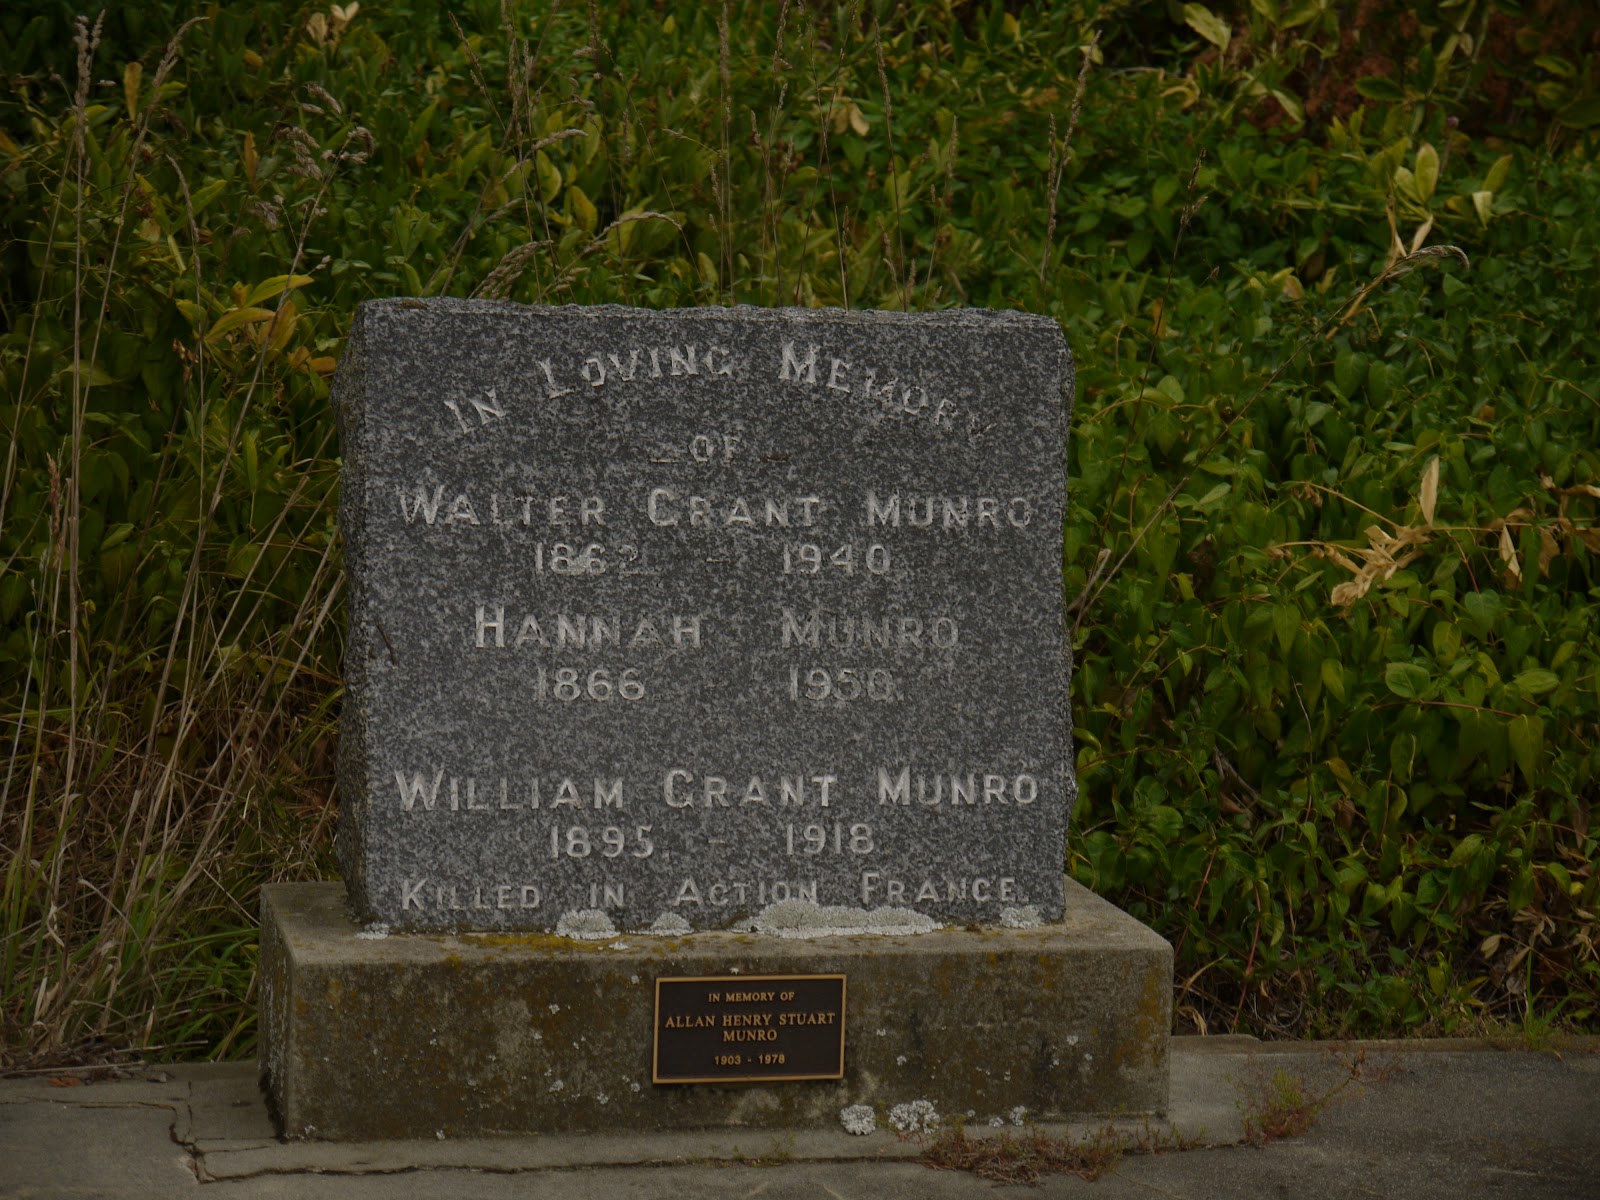 IN LOVING MEMORY
OF
WALTER GRANT MUNRO
1862 - 1940
HANNAH MUNRO
1866 1950
WILLIAM GRANT MUNRO
1895 - 1918
KILLED IN ACTION FRANCE.
IN MEMORY OF
ALLAN HENRY STUART
MUNRO
1903 - 1978